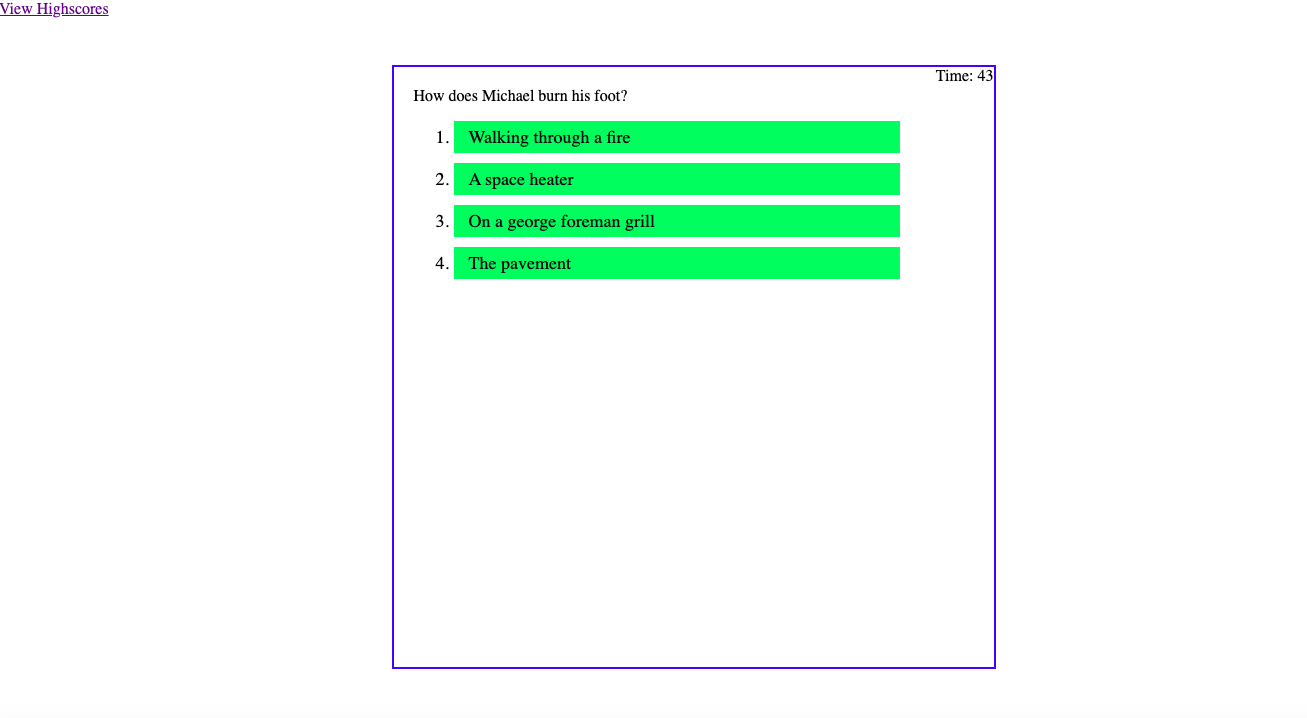 View Highscores
Time: 43
How does Michael burn his foot?
1. Walking through a fire
2. A space heater
3. On a george foreman grill
4. The pavement